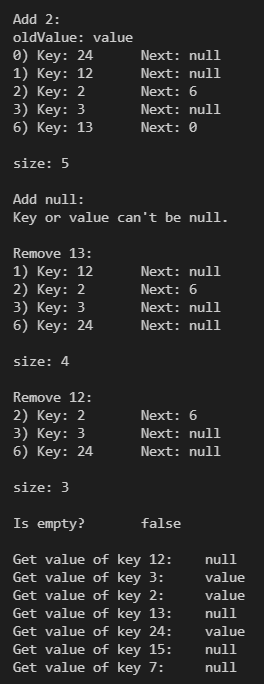 Add 2:
oldValue: value
0) Key: 24 Next: null
1) Key: 12 Next: null
2) Key: 2 Next: 6
3) Key: 3 Next: null
6) Key: 13 Next: 0
size: 5
Add null:
Key or value can't be null.
Remove 13:
1) Key: 12 Next: null
2) Key: 2 Next: 6
3) Key: 3 Next: null
6) Key: 24 Next: null
size: 4
Remove 12:
2) Key: 2 Next: 6
3) Key: 3 Next: null
6) Key: 24 Next: null
size: 3
Is empty? false
Get value of key 12: null
Get value of key 3: value
Get value of key 2: value
Get value of key 13: null
Get value of key 24: value
Get value of key 15: null
Get value of key 7: null